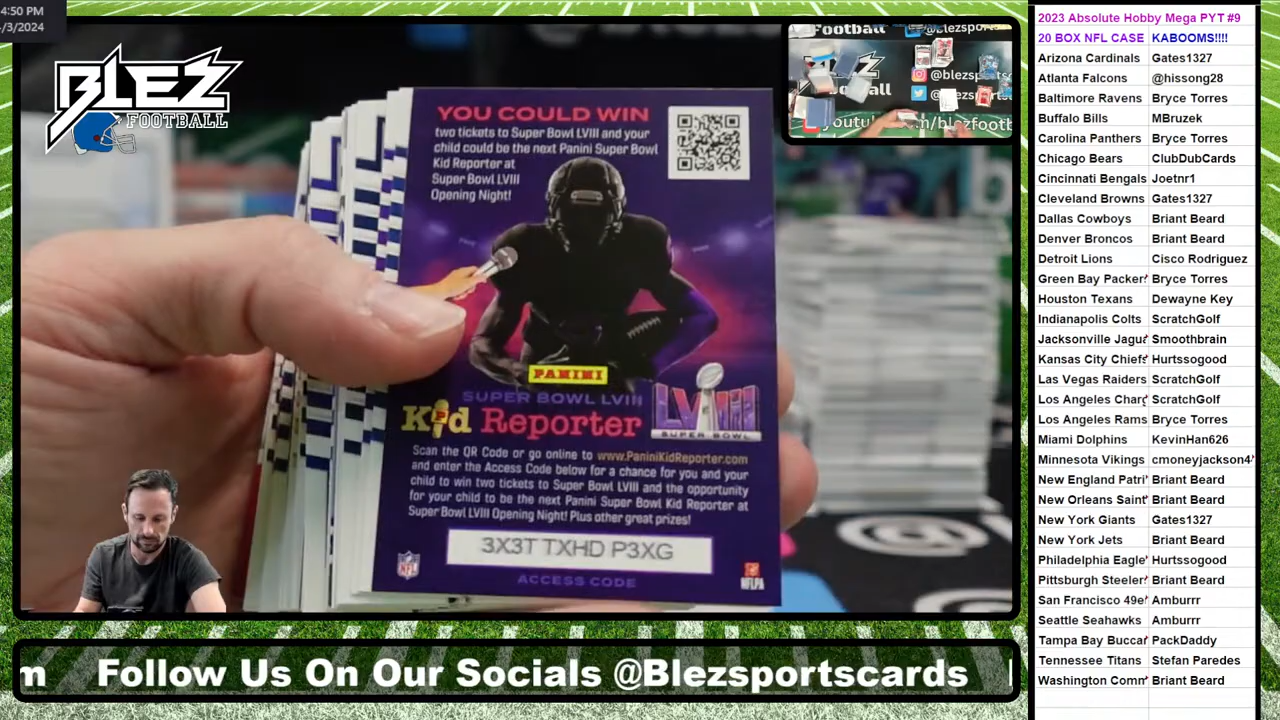 4:50 PM
/3/2024
BLEZ
FOOTBALL
YOU COULD WIN
two tickets to Super Bowl LVIII and your
child could be the next Panini Super Bowl
Kid Reporter at
Super Bowl LVIII
Opening Night!
PANINI
SUPER BOWL LVIII
Kid Reporter
LVIII
SUPER BOWL
Scan the QR Code or go online to www.PaniniKidReporter.com
and enter the Access Code below for a chance for you and your
child to win two tickets to Super Bowl LVIII and the opportunity
for your child to be the next Panini Super Bowl Kid Reporter at
Super Bowl LVIII Opening Night! Plus other great prizes!
3X3T TXHD P3XG
ACCESS CODE
NFL
NFLPA
Football
@blezsports
@blezsports
youtube.com/blezfootb
m Follow Us On Our Socials @Blezsportscards
2023 Absolute Hobby Mega PYT #9
20 BOX NFL CASE KABOOMS!!!!
Arizona Cardinals Gates1327
Atlanta Falcons @hissong28
Baltimore Ravens Bryce Torres
Buffalo Bills MBruzek
Carolina Panthers Bryce Torres
Chicago Bears ClubDubCards
Cincinnati Bengals Joetnr1
Cleveland Browns Gates1327
Dallas Cowboys Briant Beard
Denver Broncos Briant Beard
Detroit Lions Cisco Rodriguez
Green Bay Packer Bryce Torres
Houston Texans Dewayne Key
Indianapolis Colts ScratchGolf
Jacksonville Jagu Smoothbrain
Kansas City Chief Hurtssogood
Las Vegas Raiders ScratchGolf
Los Angeles Char ScratchGolf
Los Angeles Rams Bryce Torres
Miami Dolphins KevinHan626
Minnesota Vikings cmoneyjackson4
New England Patri Briant Beard
New Orleans Saint Briant Beard
New York Giants Gates1327
New York Jets Briant Beard
Philadelphia Eagle Hurtssogood
Pittsburgh Steeler Briant Beard
San Francisco 49e Amburrr
Seattle Seahawks Amburrr
Tampa Bay Bucca PackDaddy
Tennessee Titans Stefan Paredes
Washington Comm Briant Beard